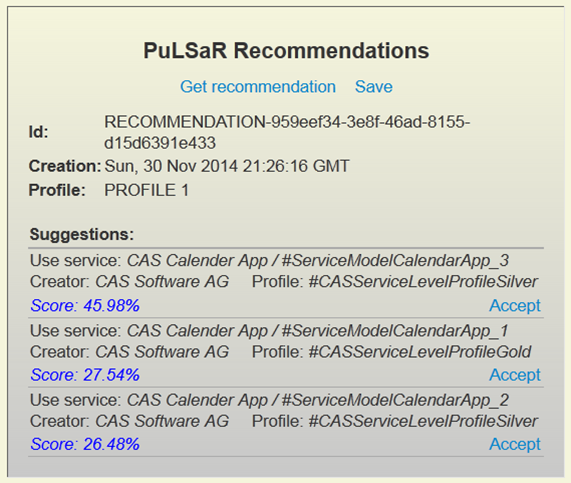 PuLSaR Recommendations
Get recommendation Save
Id: RECOMMENDATION-959eef34-3e8f-46ad-8155-
d15d6391e433
Creation: Sun, 30 Nov 2014 21:26:16 GMT
Profile: PROFILE 1
Suggestions:
Use service: CAS Calender App / #ServiceModelCalendarApp_3
Creator: CAS Software AG Profile: #CASServiceLevelProfileSilver
Score: 45.98% Accept
Use service: CAS Calender App / #ServiceModelCalendarApp_1
Creator: CAS Software AG Profile: #CASServiceLevelProfileGold
Score: 27.54% Accept
Use service: CAS Calender App / #ServiceModelCalendarApp_2
Creator: CAS Software AG Profile: #CASServiceLevelProfileSilver
Score: 26.48% Accept